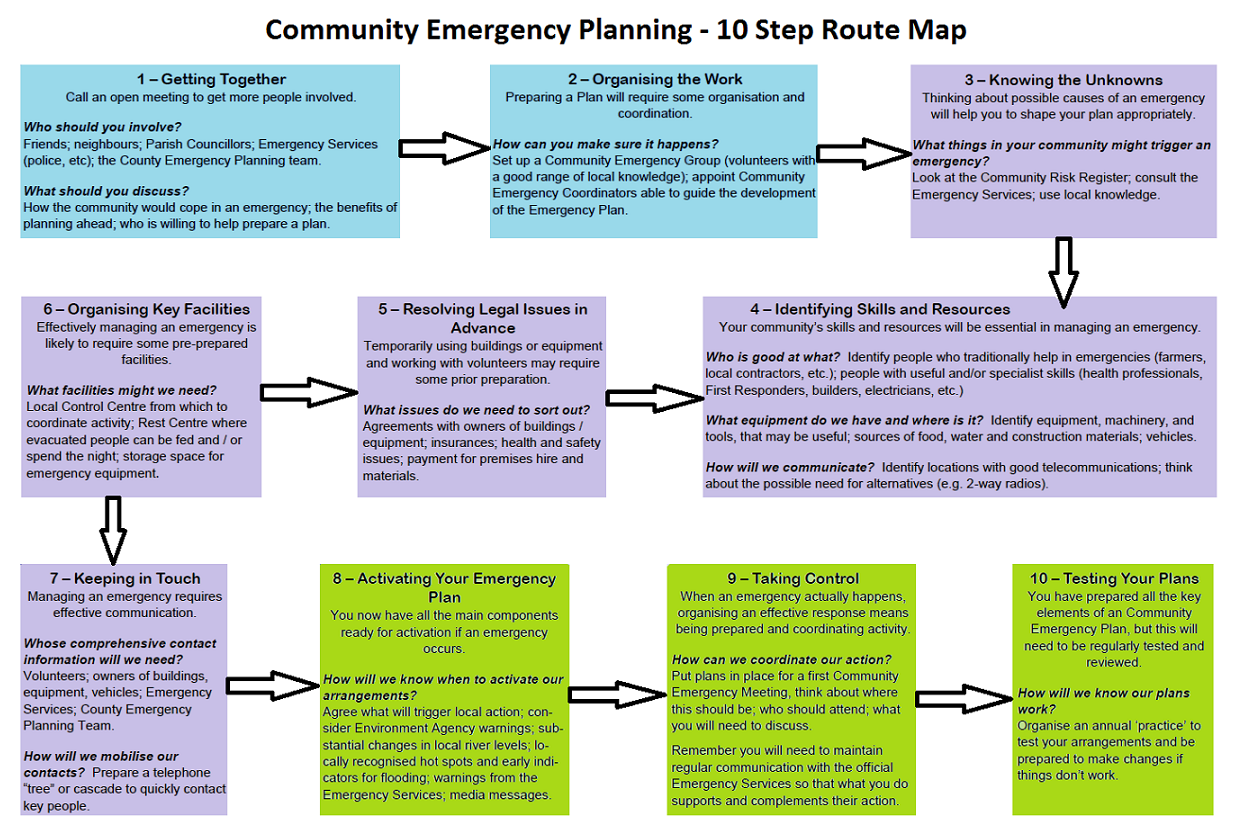 Community Emergency Planning - 10 Step Route Map
1 – Getting Together
Call an open meeting to get more people involved.
Who should you involve?
Friends; neighbours; Parish Councillors; Emergency Services
(police, etc); the County Emergency Planning team.
What should you discuss?
How the community would cope in an emergency; the benefits of
planning ahead; who is willing to help prepare a plan.
2 – Organising the Work
Preparing a Plan will require some organisation and
coordination.
How can you make sure it happens?
Set up a Community Emergency Group (volunteers with
a good range of local knowledge); appoint Community
Emergency Coordinators able to guide the development
of the Emergency Plan.
3 – Knowing the Unknowns
Thinking about possible causes of an emergency
will help you to shape your plan appropriately.
What things in your community might trigger an
emergency?
Look at the Community Risk Register; consult the
Emergency Services; use local knowledge.
4 – Identifying Skills and Resources
Your community's skills and resources will be essential in managing an emergency.
Who is good at what? Identify people who traditionally help in emergencies (farmers,
local contractors, etc.); people with useful and/or specialist skills (health professionals,
First Responders, builders, electricians, etc.)
What equipment do we have and where is it? Identify equipment, machinery, and
tools, that may be useful; sources of food, water and construction materials; vehicles.
How will we communicate? Identify locations with good telecommunications; think
about the possible need for alternatives (e.g. 2-way radios).
5 – Resolving Legal Issues in
Advance
Temporarily using buildings or equipment
and working with volunteers may require
some prior preparation.
What issues do we need to sort out?
Agreements with owners of buildings /
equipment; insurances; health and safety
issues; payment for premises hire and
materials.
6 – Organising Key Facilities
Effectively managing an emergency is
likely to require some pre-prepared
facilities.
What facilities might we need?
Local Control Centre from which to
coordinate activity; Rest Centre where
evacuated people can be fed and / or
spend the night; storage space for
emergency equipment.
7 – Keeping in Touch
Managing an emergency requires
effective communication.
Whose comprehensive contact
information will we need?
Volunteers; owners of buildings,
equipment, vehicles; Emergency
Services; County Emergency
Planning Team.
How will we mobilise our
contacts? Prepare a telephone
"tree" or cascade to quickly contact
key people.
8 – Activating Your Emergency
Plan
You now have all the main components
ready for activation if an emergency
occurs.
How will we know when to activate our
arrangements?
Agree what will trigger local action; con-
sider Environment Agency warnings; sub-
stantial changes in local river levels; lo-
cally recognised hot spots and early indi-
cators for flooding; warnings from the
Emergency Services; media messages.
9 – Taking Control
When an emergency actually happens,
organising an effective response means
being prepared and coordinating activity.
How can we coordinate our action?
Put plans in place for a first Community
Emergency Meeting, think about where
this should be; who should attend; what
you will need to discuss.
Remember you will need to maintain
regular communication with the official
Emergency Services so that what you do
supports and complements their action.
10 – Testing Your Plans
You have prepared all the key
elements of an Community
Emergency Plan, but this will
need to be regularly tested and
reviewed.
How will we know our plans
work?
Organise an annual 'practice' to
test your arrangements and be
prepared to make changes if
things don't work.